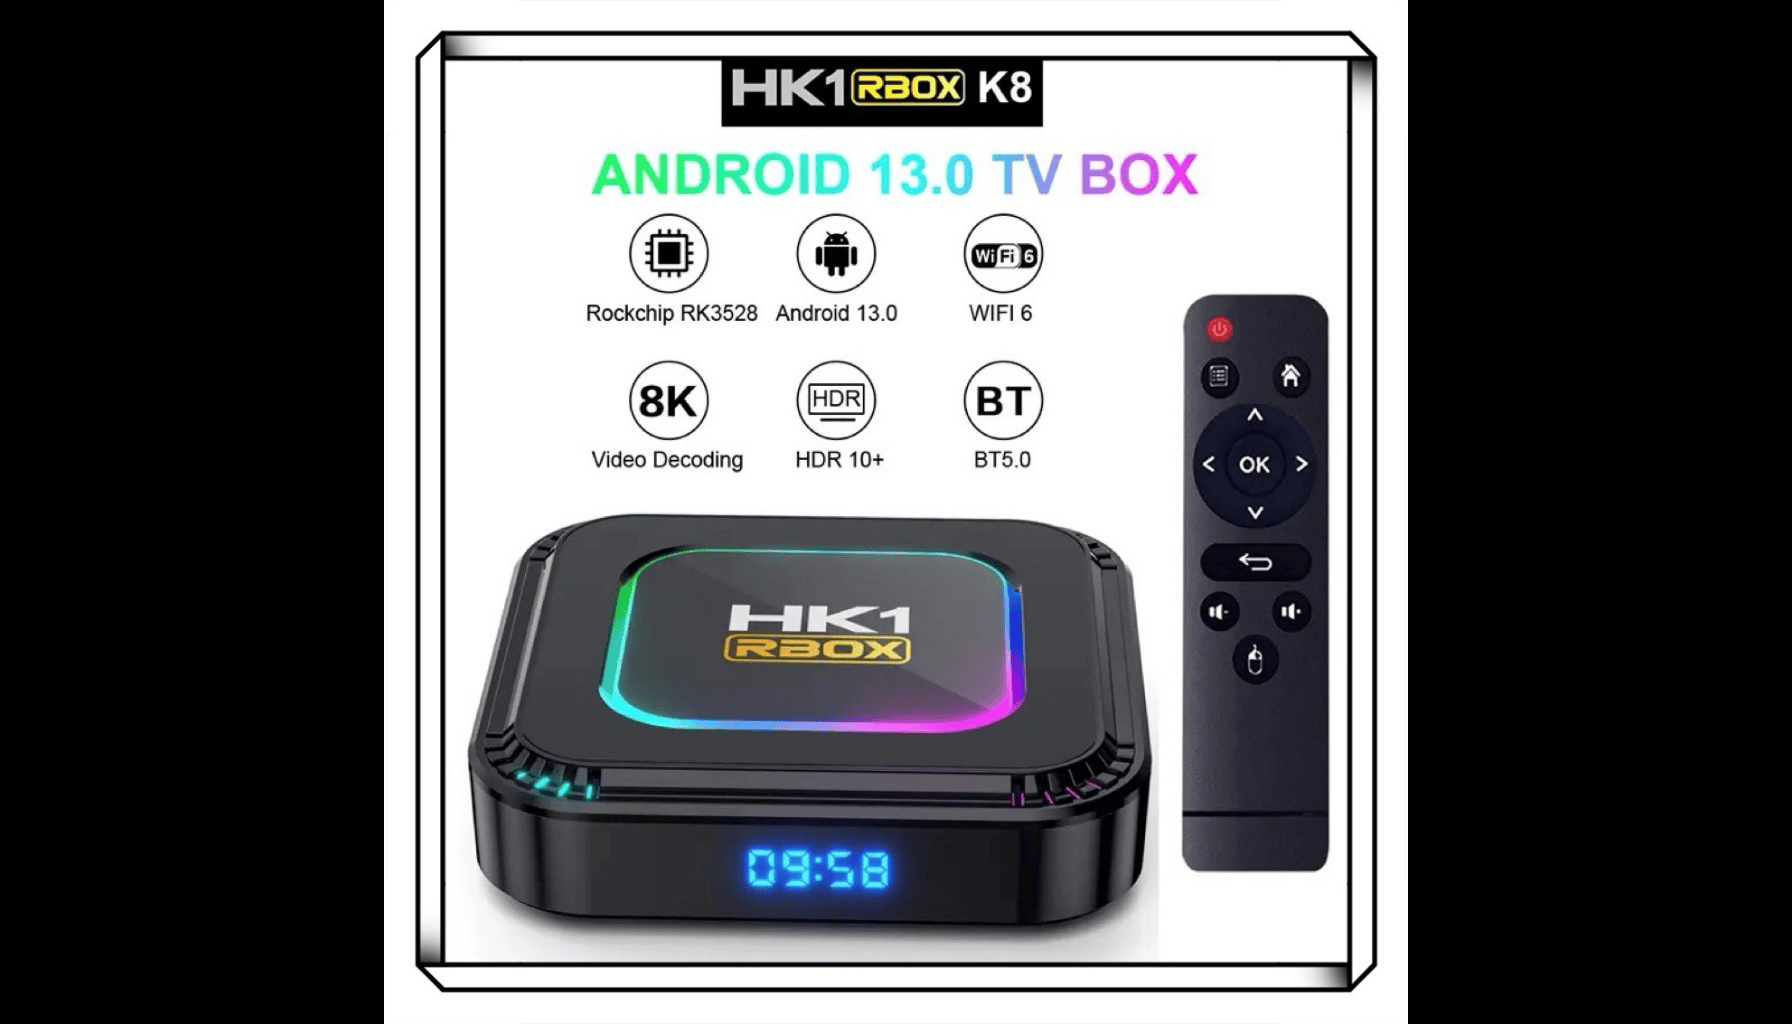 HK1 RBOX K8
ANDROID 13.0 TV BOX
WiFi 6
Rockchip RK3528 Android 13.0 WIFI 6
8K HDR BT
Video Decoding HDR 10+ BT5.0
OK
HK1
RBOX
09:58